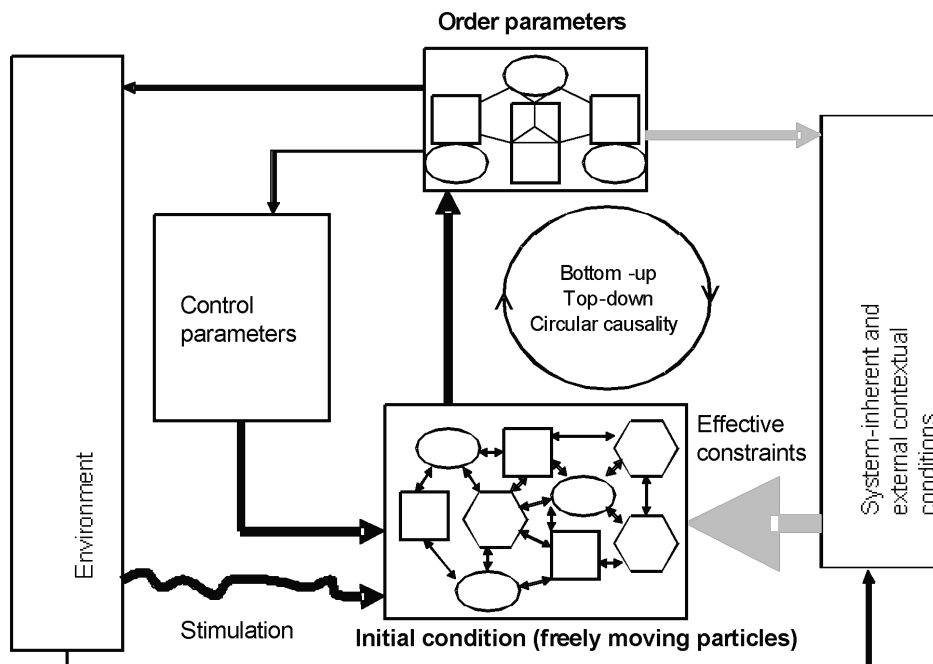 Order parameters
Bottom -up
Top-down
Circular causality
Control
parameters
Effective
constraints
System-inherent and
external contextual
conditions
Environment
Stimulation
Initial condition (freely moving particles)